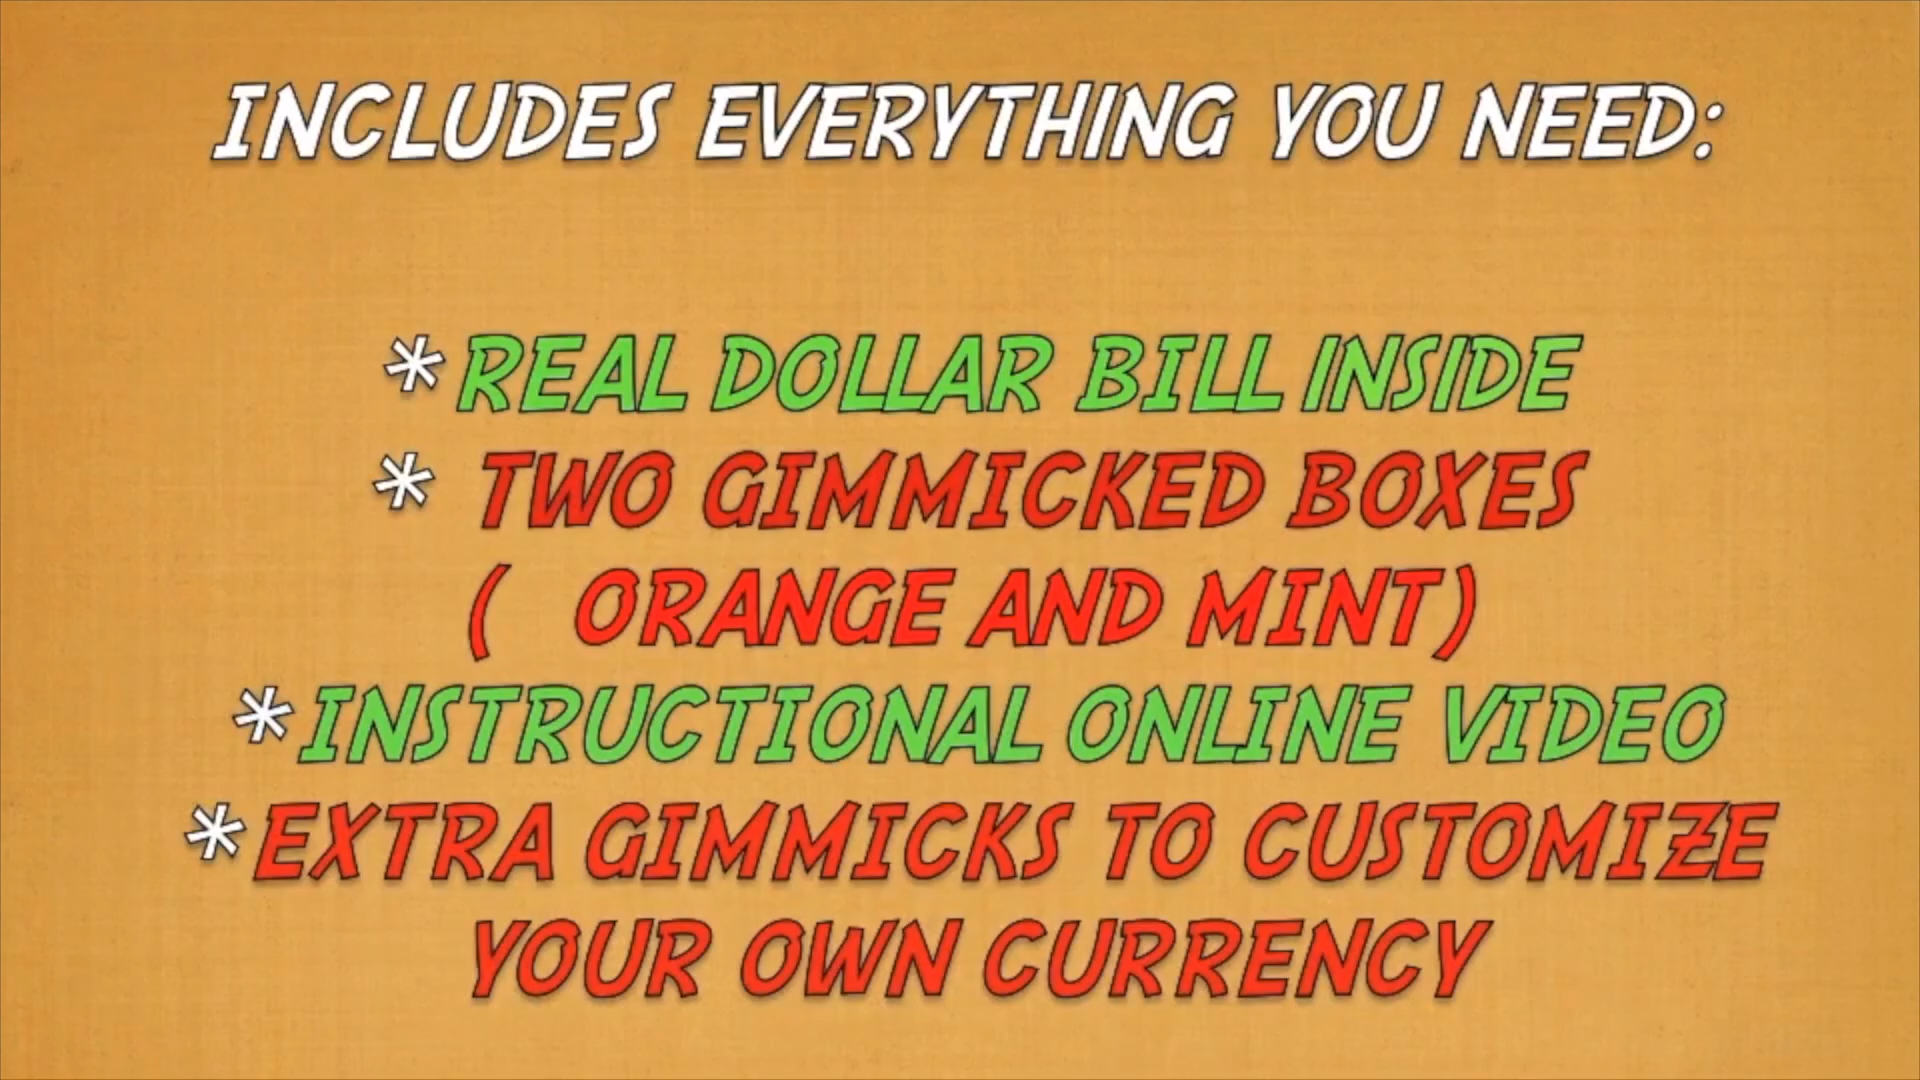 INCLUDES EVERYTHING YOU NEED:
*REAL DOLLAR BILL INSIDE
* TWO GIMMICKED BOXES
( ORANGE AND MINT)
*INSTRUCTIONAL ONLINE VIDEO
*EXTRA GIMMICKS TO CUSTOMIZE
YOUR OWN CURRENCY